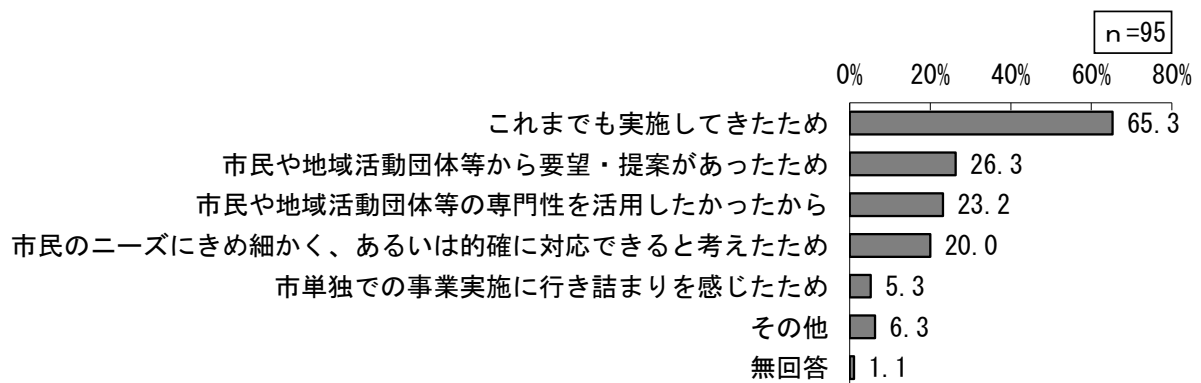 ｎ=95
0% 20% 40% 60% 80%
これまでも実施してきたため 65.3
市民や地域活動団体等から要望・提案があったため 26.3
市民や地域活動団体等の専門性を活用したかったから 23.2
市民のニーズにきめ細かく、あるいは的確に対応できると考えたため 20.0
市単独での事業実施に行き詰まりを感じたため 5.3
その他 6.3
無回答 1.1